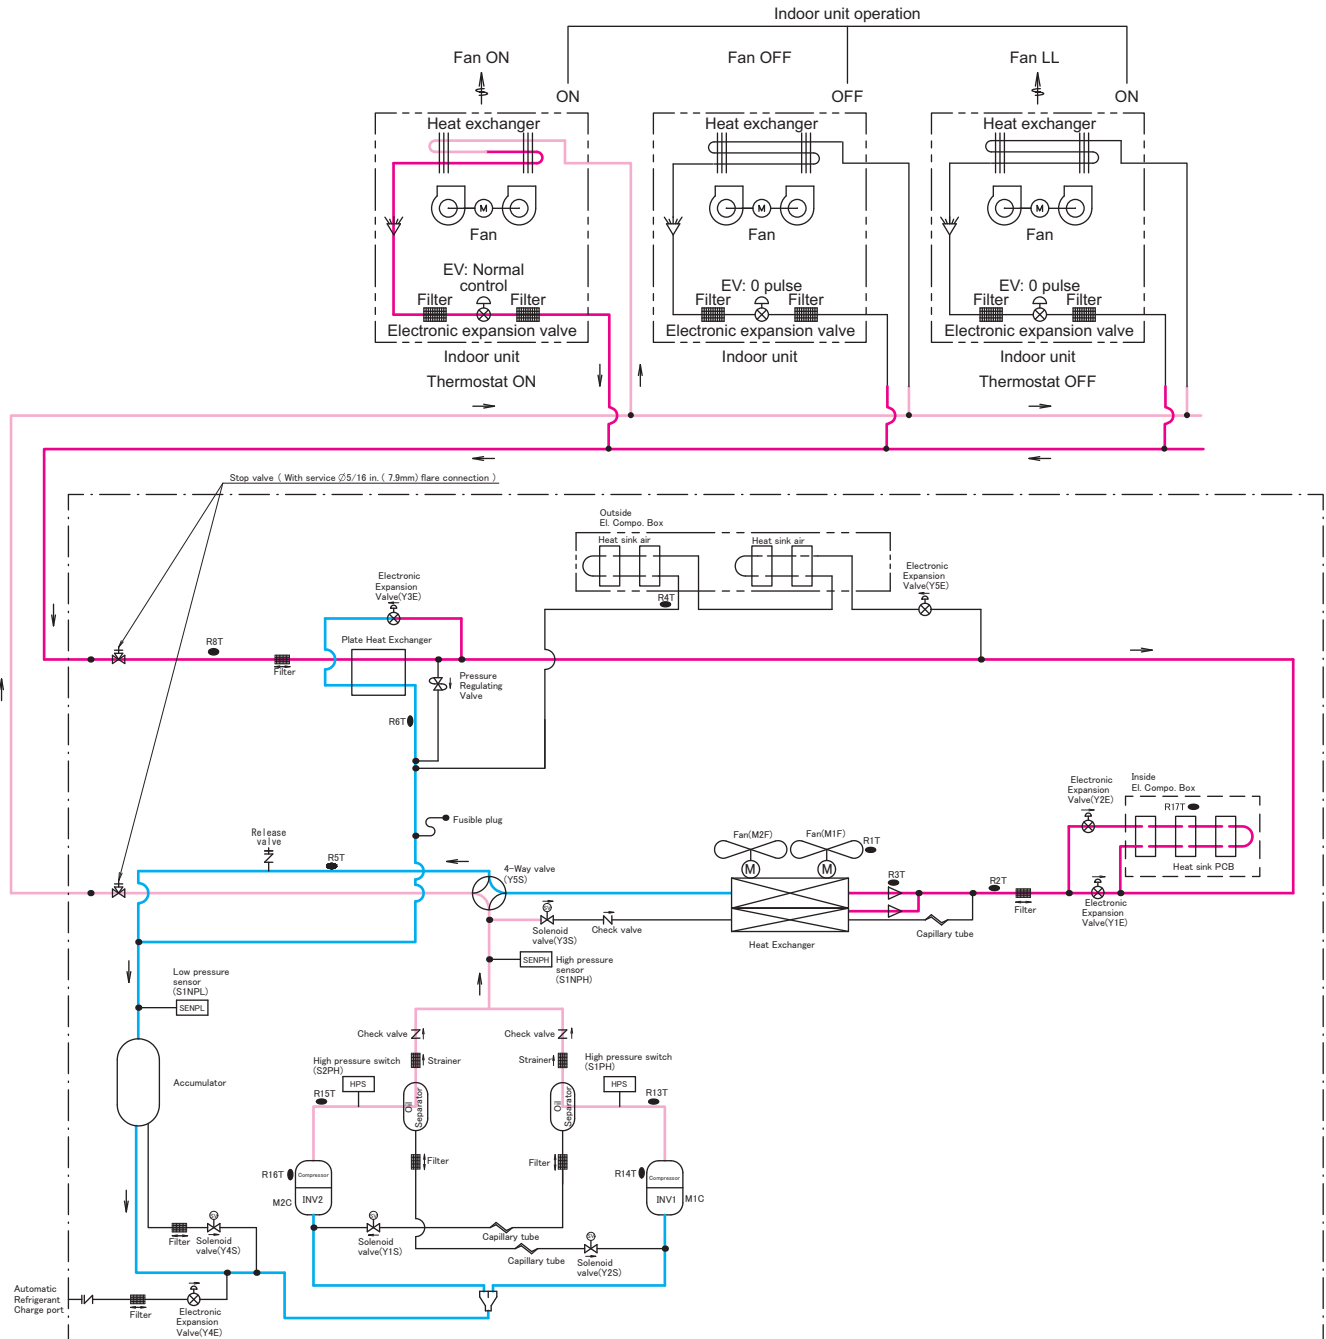 Indoor unit operation
Fan ON
Fan OFF
Fan LL
ON
OFF
ON
Heat exchanger
Heat exchanger
Heat exchanger
M
M
M
Fan
Fan
Fan
EV: Normal
control
EV: 0 pulse
EV: 0 pulse
Filter
Filter
Filter
Filter
Filter
Filter
Electronic expansion valve
Electronic expansion valve
Electronic expansion valve
Indoor unit
Indoor unit
Indoor unit
Thermostat ON
Thermostat OFF
Stop valve ( With service ∅5/16 in. ( 7.9mm) flare connection )
Outside
El. Compo. Box
Heat sink air
Heat sink air
Electronic
Expansion
Valve(Y3E)
Electronic
Expansion
Valve(Y5E)
R4T
R8T
Plate Heat Exchanger
Filter
Pressure
Regulating
Valve
R6T
Electronic
Expansion
Valve(Y2E)
Inside
El. Compo. Box
R17T
Heat sink PCB
Fusible plug
Release
valve
R5T
4-Way valve
(Y5S)
Fan(M2F)
Fan(M1F)
R1T
M
M
R3T
R2T
Filter
Electronic
Expansion
Valve(Y1E)
SV
Solenoid
valve(Y3S)
Check valve
Heat Exchanger
Capillary tube
SENPH
High pressure
sensor
(S1NPH)
Low pressure
sensor
(S1NPL)
SENPL
Check valve
Check valve
High pressure switch
(S2PH)
Strainer
Strainer
High pressure switch
(S1PH)
HPS
HPS
Accumulator
R15T
R13T
Oil
Separator
Oil
Separator
Filter
Filter
R16T
Compressor
INV2
M2C
R14T
Compressor
INV1
M1C
SV
Filter
Solenoid
valve(Y4S)
SV
Solenoid
valve(Y1S)
Capillary tube
Capillary tube
SV
Solenoid
valve(Y2S)
Automatic
Refrigerant
Charge port
Filter
Electronic
Expansion
Valve(Y4E)